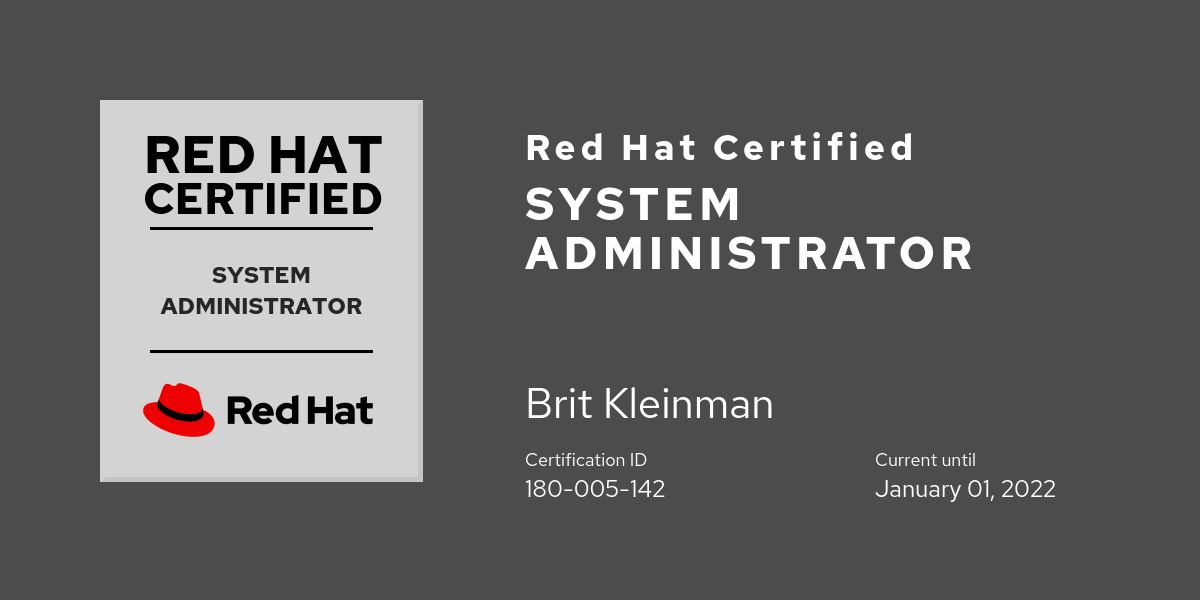 RED HAT
CERTIFIED
SYSTEM
ADMINISTRATOR
Red Hat
Red Hat Certified
SYSTEM
ADMINISTRATOR
Brit Kleinman
Certification ID
180-005-142
Current until
January 01, 2022